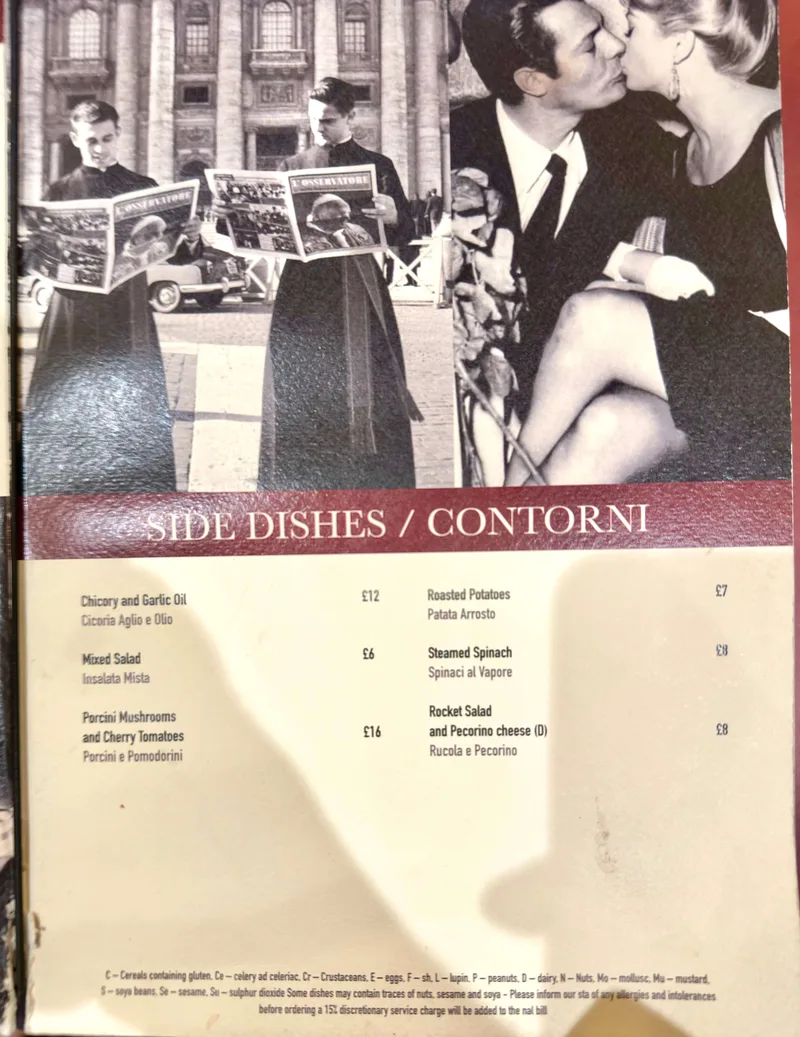 L'OSSERVATORE
L'OSSERVATORE
SIDE DISHES / CONTORNI
Chicory and Garlic Oil £12
Cicoria Aglio e Olio
Mixed Salad £6
Insalata Mista
Porcini Mushrooms
and Cherry Tomatoes £16
Porcini e Pomodorini
Roasted Potatoes £7
Patata Arrosto
Steamed Spinach £8
Spinaci al Vapore
Rocket Salad
and Pecorino cheese (D) £8
Rucola e Pecorino
C – Cereals containing gluten, Ce – celery ad celeriac, Cr – Crustaceans, E – eggs, F – sh, L – lupin, P – peanuts, D – dairy, N – Nuts, Mo – mollusc, Mu – mustard,
S – soya beans, Se – sesame, Su – sulphur dioxide Some dishes may contain traces of nuts, sesame and soya - Please inform our sta of any allergies and intolerances
before ordering a 15% discretionary service charge will be added to the nal bill